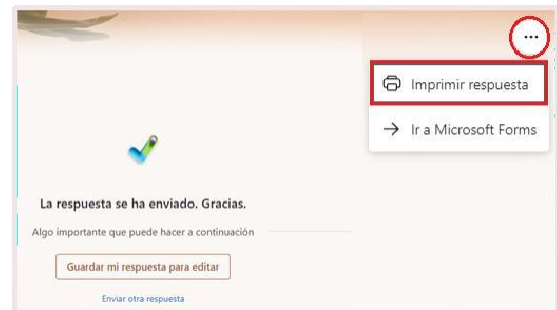 ...
Imprimir respuesta
Ir a Microsoft Forms
La respuesta se ha enviado. Gracias.
Algo importante que puede hacer a continuación
Guardar mi respuesta para editar
Enviar otra respuesta